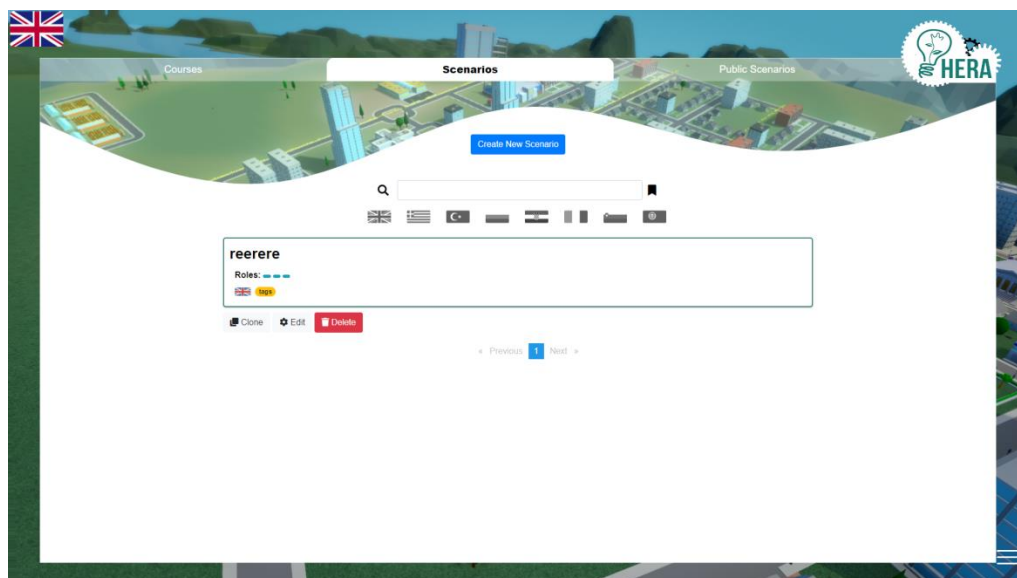 Courses
Scenarios
Public Scenarios
HERA
Create New Scenario
reerere
Roles:
tags
Clone
Edit
Delete
« Previous 1 Next »